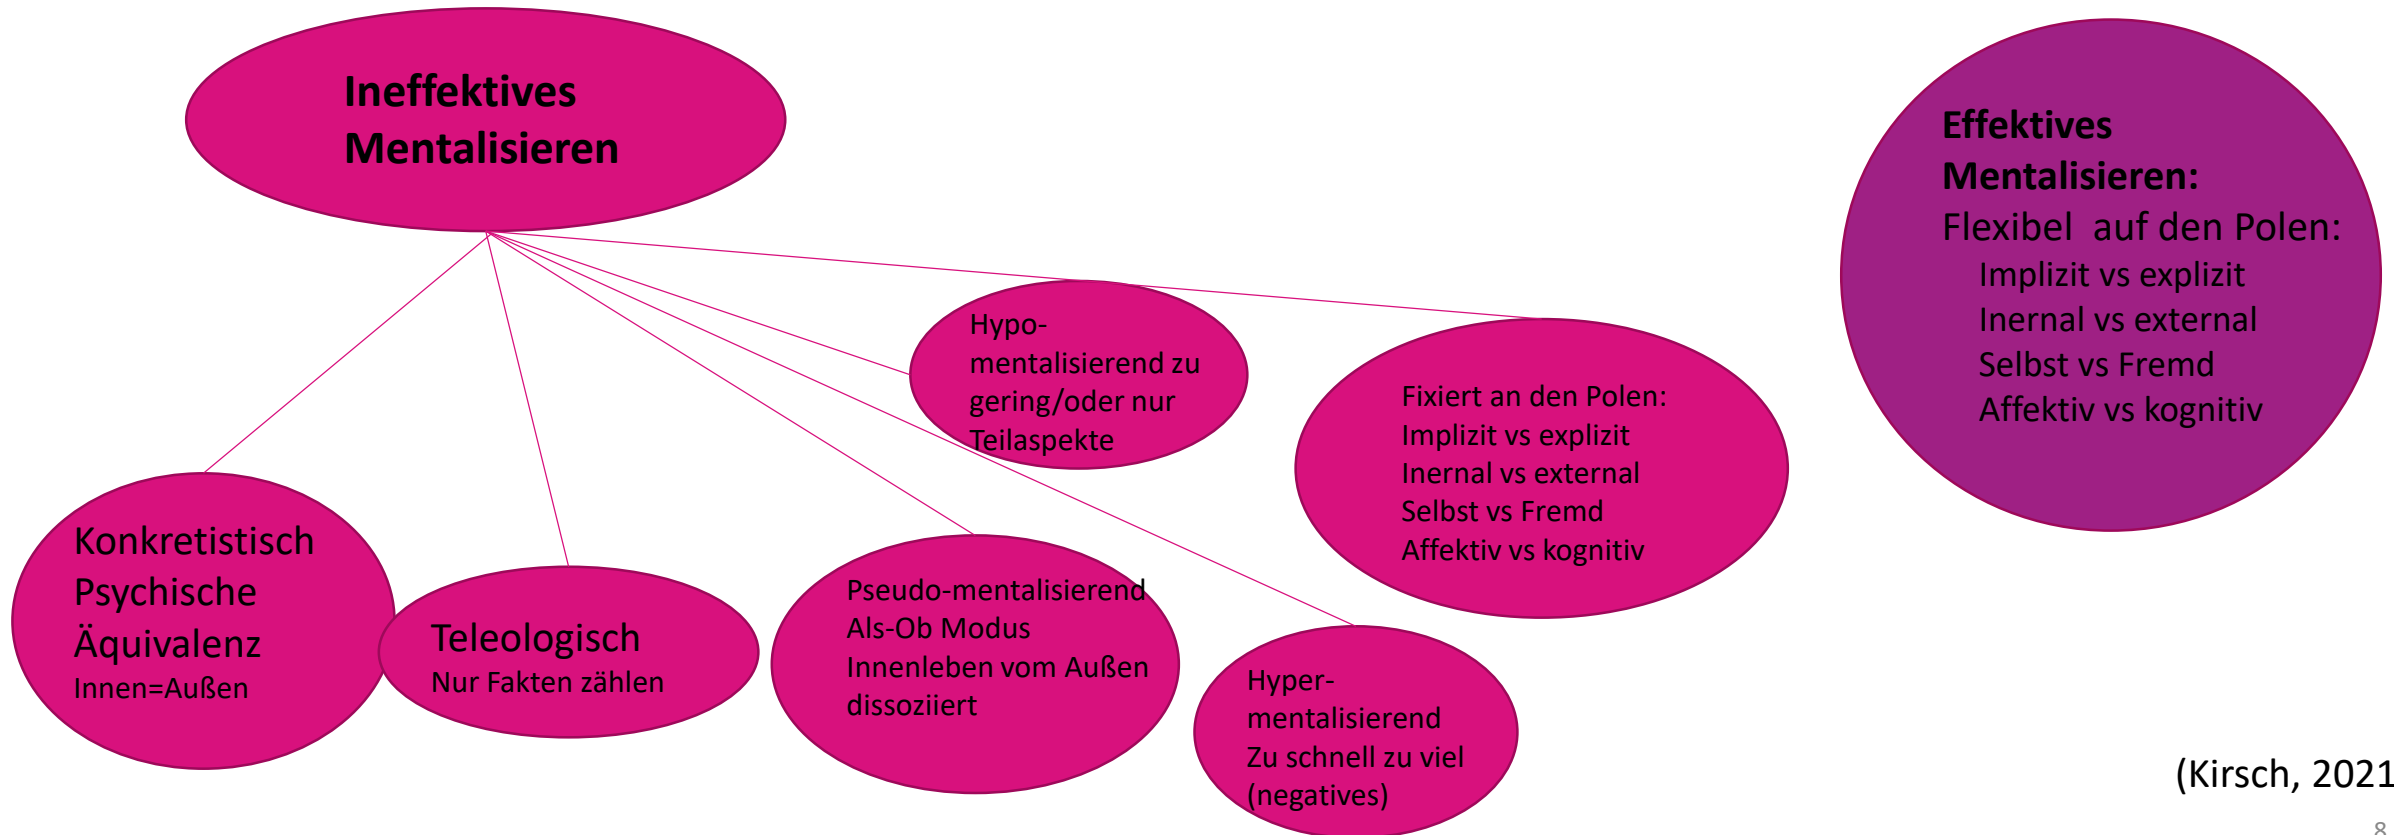 Ineffektives
Mentalisieren
Effektives
Mentalisieren:
Flexibel  auf den Polen:
Implizit vs explizit
Inernal vs external
Selbst vs Fremd
Affektiv vs kognitiv
Hypo-
mentalisierend zu
gering/oder nur
Teilaspekte
Fixiert an den Polen:
Implizit vs explizit
Inernal vs external
Selbst vs Fremd
Affektiv vs kognitiv
Konkretistisch
Psychische
Äquivalenz
Innen=Außen
Teleologisch
Nur Fakten zählen
Pseudo-mentalisierend
Als-Ob Modus
Innenleben vom Außen
dissoziiert
Hyper-
mentalisierend
Zu schnell zu viel
(negatives)
(Kirsch, 2021
8